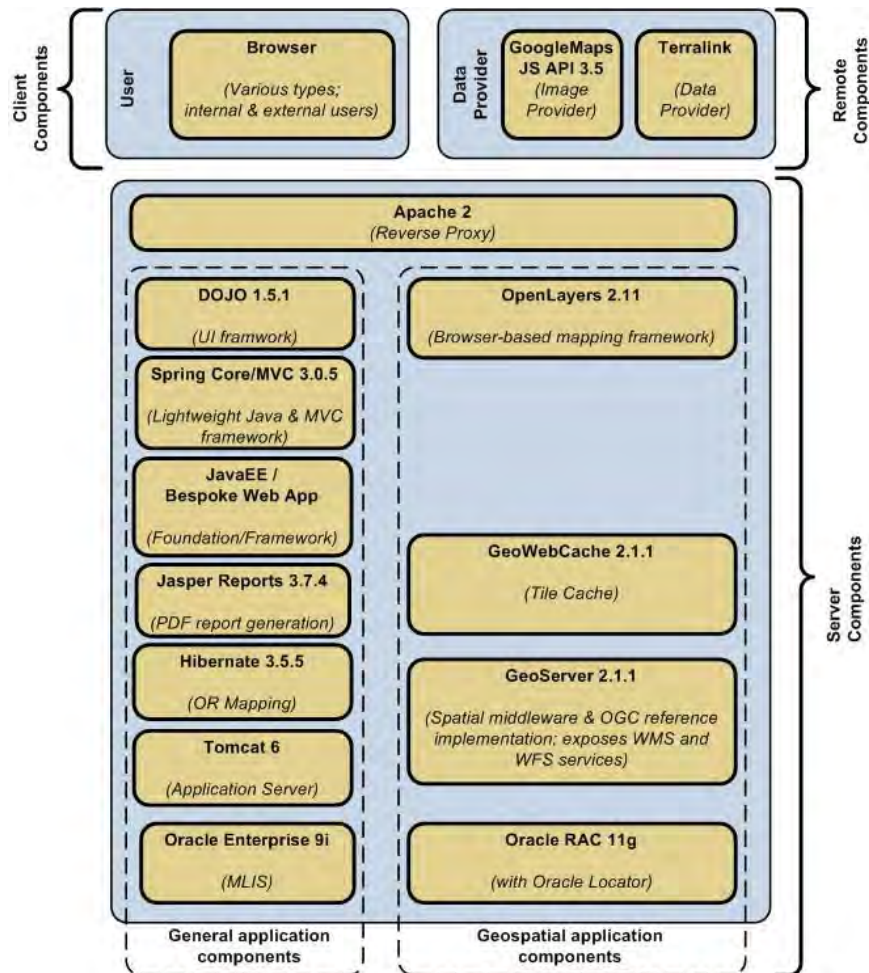 Client
Components
User
Browser
(Various types;
internal & external users)
Data
Provider
GoogleMaps
JS API 3.5
(Image
Provider)
Terralink
(Data
Provider)
Remote
Components
Apache 2
(Reverse Proxy)
DOJO 1.5.1
(UI framwork)
Spring Core/MVC 3.0.5
(Lightweight Java & MVC
framework)
JavaEE /
Bespoke Web App
(Foundation/Framework)
Jasper Reports 3.7.4
(PDF report generation)
Hibernate 3.5.5
(OR Mapping)
Tomcat 6
(Application Server)
Oracle Enterprise 9i
(MLIS)
General application
components
OpenLayers 2.11
(Browser-based mapping framework)
GeoWebCache 2.1.1
(Tile Cache)
GeoServer 2.1.1
(Spatial middleware & OGC reference
implementation; exposes WMS and
WFS services)
Oracle RAC 11g
(with Oracle Locator)
Geospatial application
components
Server
Components